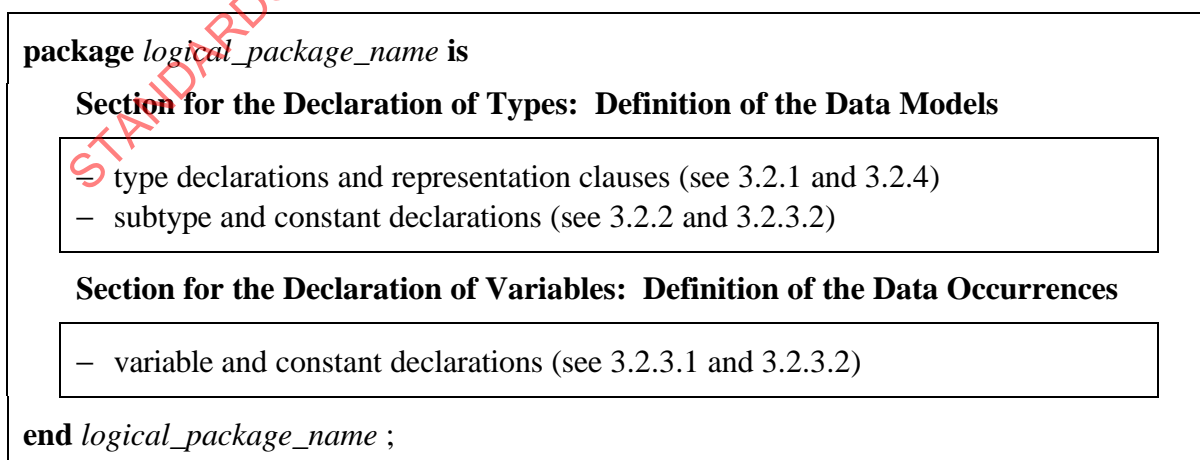 package logical_package_name is
Section for the Declaration of Types: Definition of the Data Models
– type declarations and representation clauses (see 3.2.1 and 3.2.4)
– subtype and constant declarations (see 3.2.2 and 3.2.3.2)
Section for the Declaration of Variables: Definition of the Data Occurrences
– variable and constant declarations (see 3.2.3.1 and 3.2.3.2)
end logical_package_name ;
STANDARDS